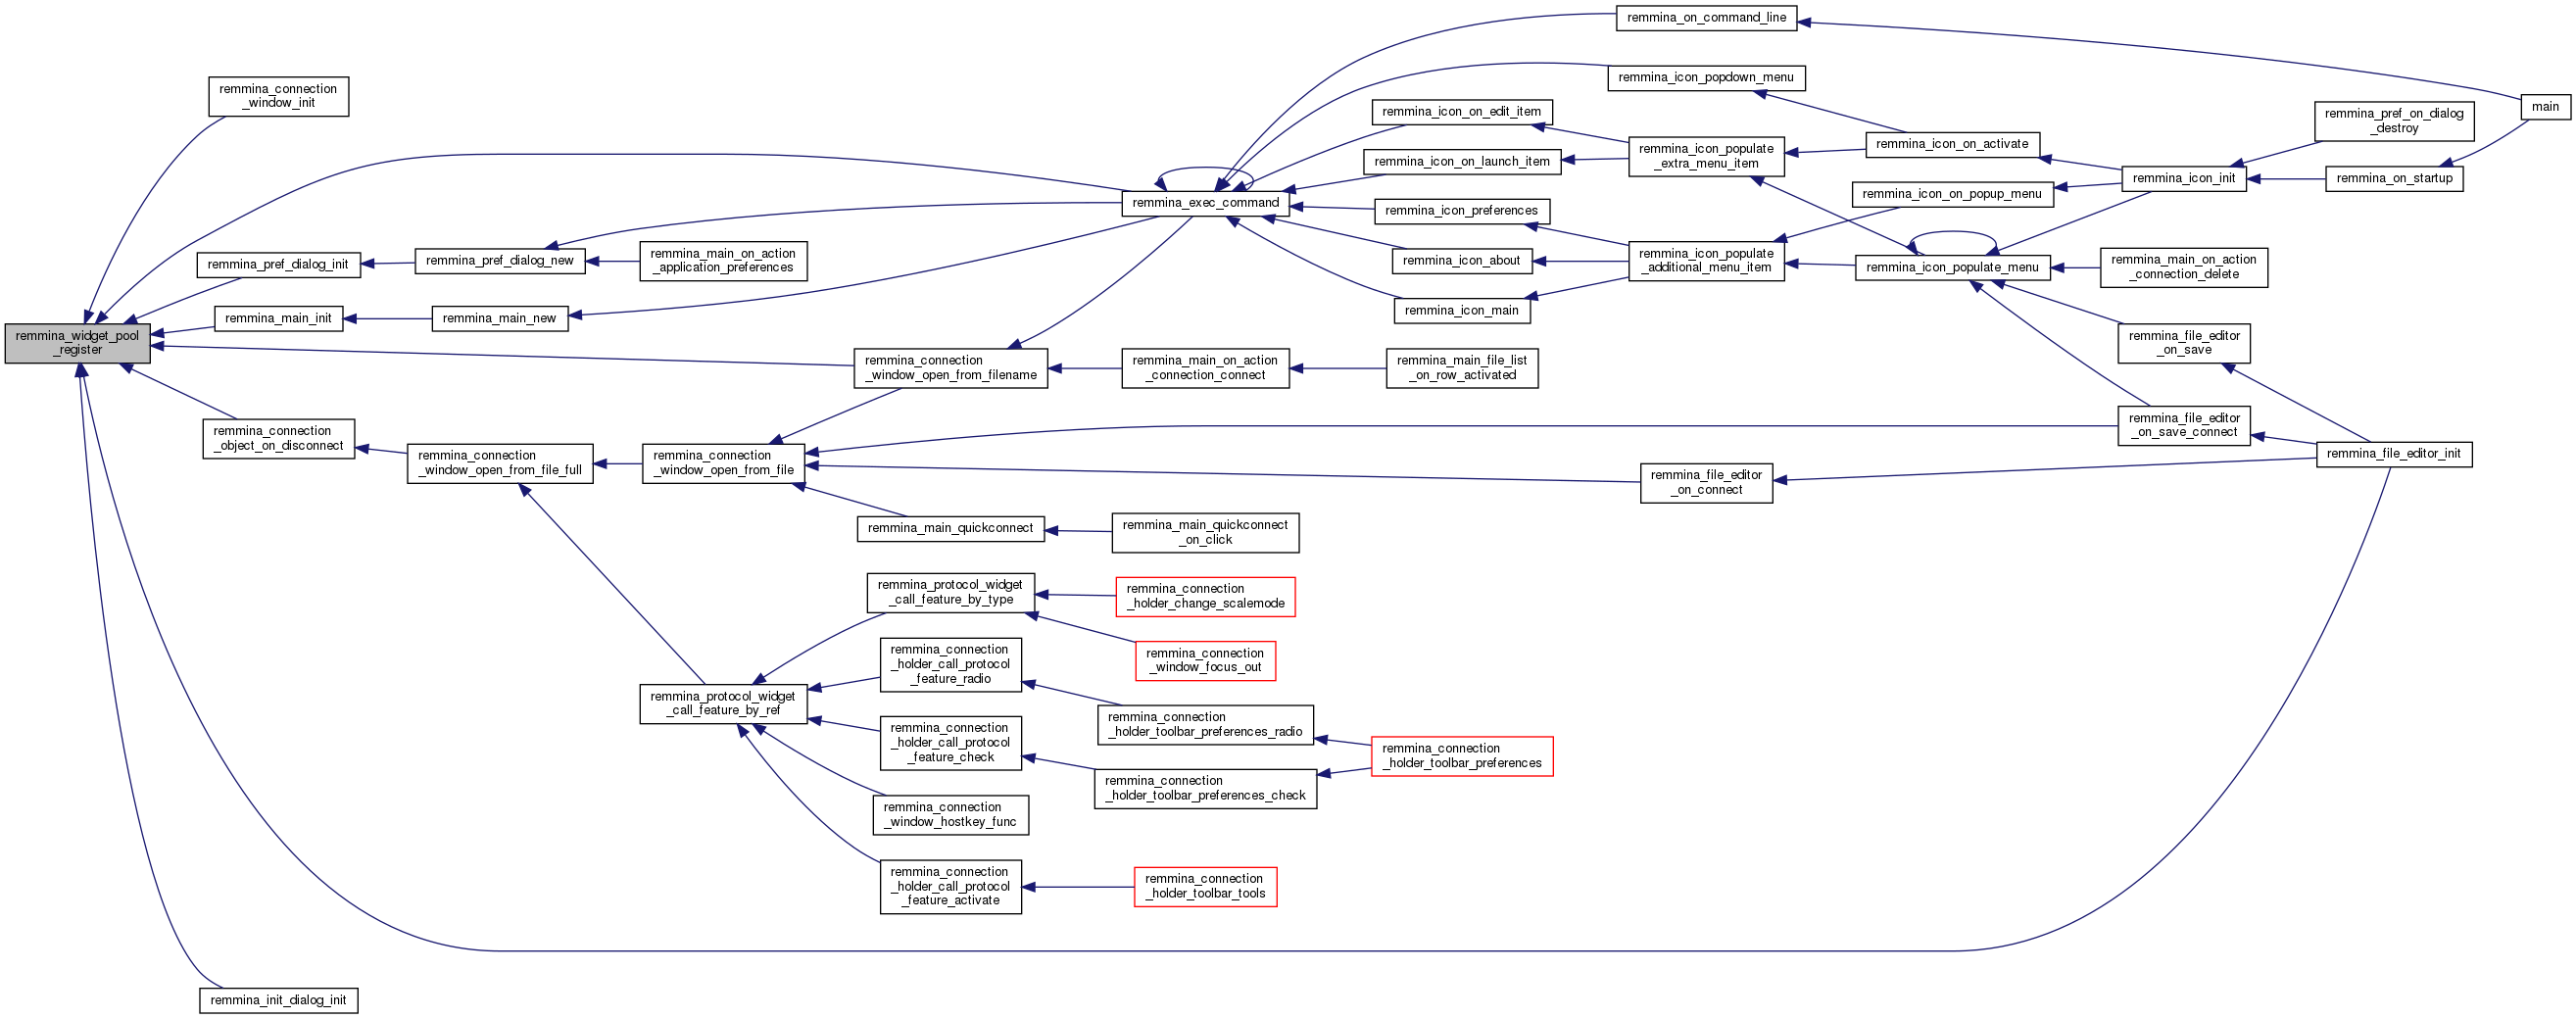 remmina_widget_pool
_register
remmina_connection
_window_init
remmina_pref_dialog_init
remmina_main_init
remmina_connection
_object_on_disconnect
remmina_init_dialog_init
remmina_pref_dialog_new
remmina_main_new
remmina_connection
_window_open_from_file_full
remmina_main_on_action
_application_preferences
remmina_connection
_window_open_from_file
remmina_protocol_widget
_call_feature_by_ref
remmina_connection
_window_open_from_filename
remmina_main_quickconnect
remmina_protocol_widget
_call_feature_by_type
remmina_connection
_holder_call_protocol
_feature_radio
remmina_connection
_holder_call_protocol
_feature_check
remmina_connection
_window_hostkey_func
remmina_connection
_holder_call_protocol
_feature_activate
remmina_exec_command
remmina_main_on_action
_connection_connect
remmina_main_quickconnect
_on_click
remmina_connection
_holder_change_scalemode
remmina_connection
_window_focus_out
remmina_connection
_holder_toolbar_preferences_radio
remmina_connection
_holder_toolbar_preferences_check
remmina_connection
_holder_toolbar_tools
remmina_icon_on_edit_item
remmina_icon_on_launch_item
remmina_icon_preferences
remmina_icon_about
remmina_icon_main
remmina_main_file_list
_on_row_activated
remmina_connection
_holder_toolbar_preferences
remmina_on_command_line
remmina_icon_popdown_menu
remmina_icon_populate
_extra_menu_item
remmina_icon_populate
_additional_menu_item
remmina_file_editor
_on_connect
remmina_icon_on_activate
remmina_icon_on_popup_menu
remmina_icon_populate_menu
remmina_icon_init
remmina_main_on_action
_connection_delete
remmina_file_editor
_on_save
remmina_file_editor
_on_save_connect
remmina_pref_on_dialog
_destroy
remmina_on_startup
remmina_file_editor_init
main